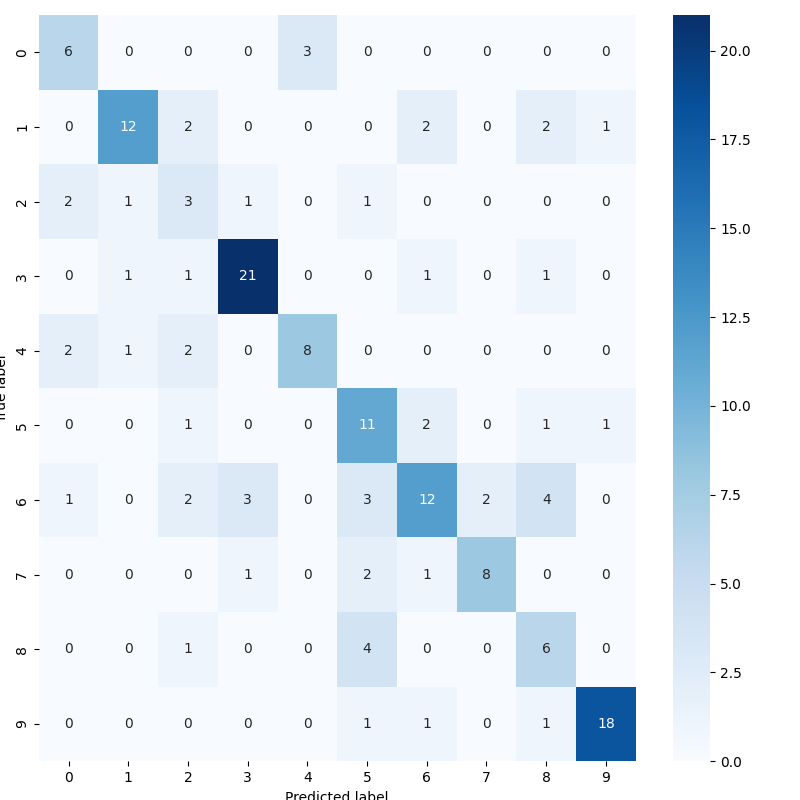 0 6 0 0 0 3 0 0 0 0 0
1 0 12 2 0 0 0 2 0 2 1
2 2 1 3 1 0 1 0 0 0 0
3 0 1 1 21 0 0 1 0 1 0
4 2 1 2 0 8 0 0 0 0 0
5 0 0 1 0 0 11 2 0 1 1
6 1 0 2 3 0 3 12 2 4 0
7 0 0 0 1 0 2 1 8 0 0
8 0 0 1 0 0 4 0 0 6 0
9 0 0 0 0 0 1 1 0 1 18
0 1 2 3 4 5 6 7 8 9
Predicted label
True label
20.0
17.5
15.0
12.5
10.0
7.5
5.0
2.5
0.0